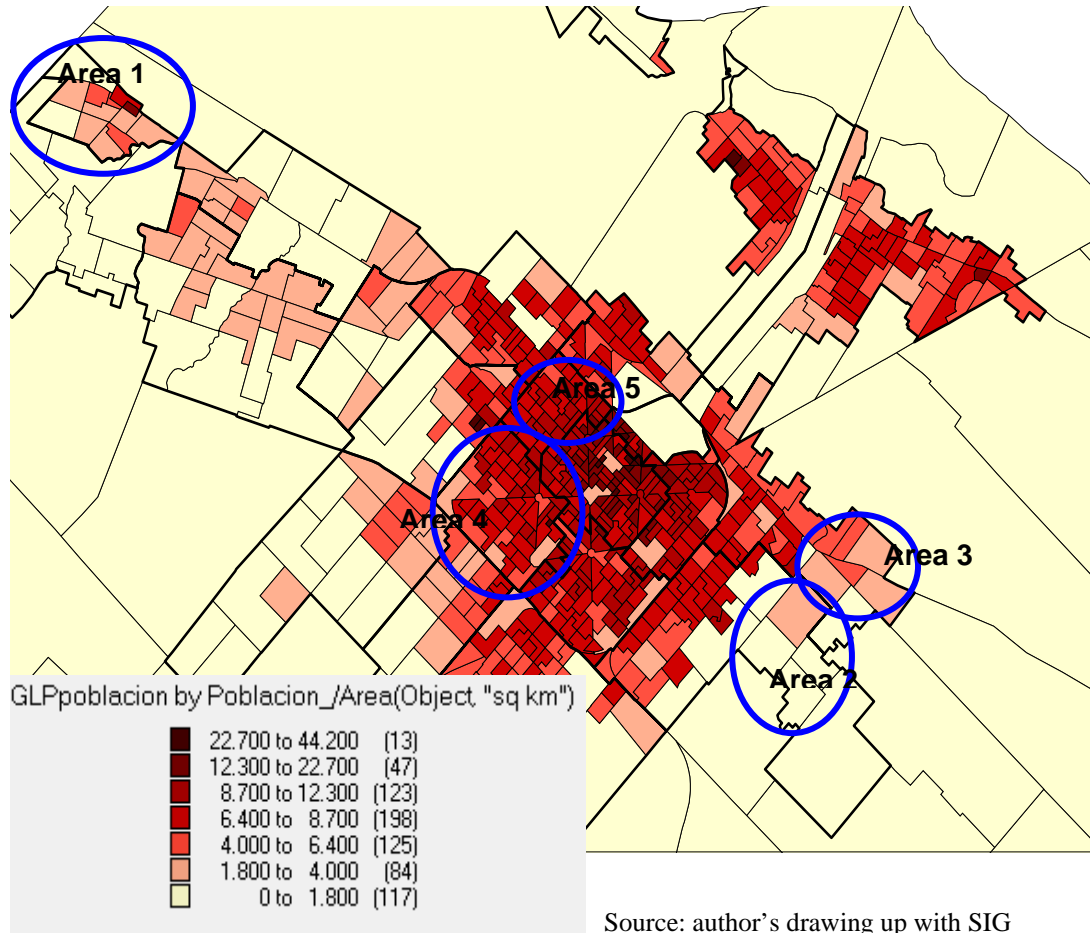 Area 1
Area 5
Area 4
Area 3
Area 2
GLPpoblacion by Poblacion_/Area(Object, "sq km")
22.700 to 44.200 (13)
12.300 to 22.700 (47)
8.700 to 12.300 (123)
6.400 to 8.700 (198)
4.000 to 6.400 (125)
1.800 to 4.000 (84)
0 to 1.800 (117)
Source: author's drawing up with SIG